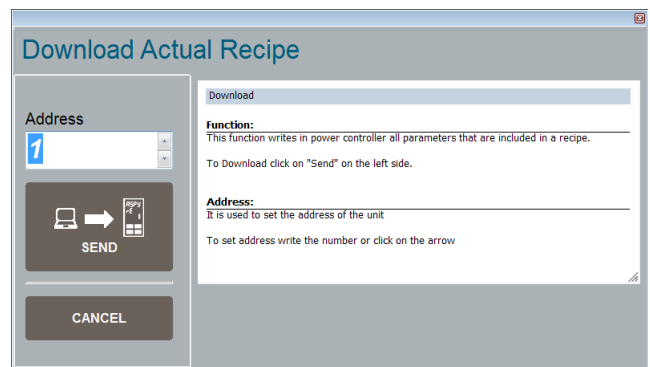 Download Actual Recipe
Address
1
SEND
CANCEL
Download
Function:
This function writes in power controller all parameters that are included in a recipe.
To Download click on "Send" on the left side.
Address:
It is used to set the address of the unit
To set address write the number or click on the arrow